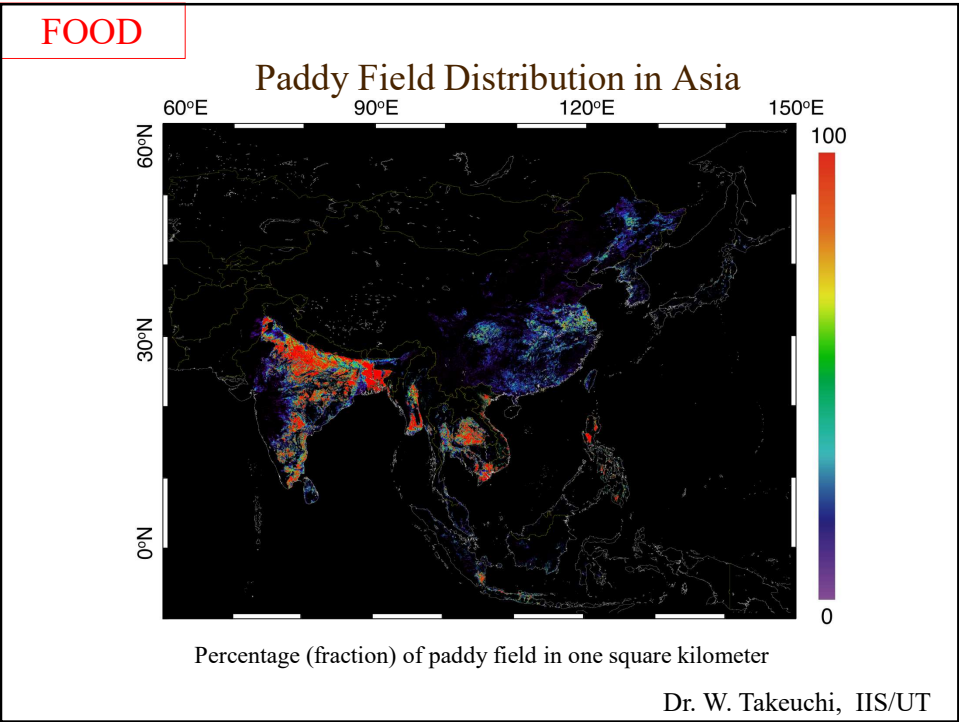 FOOD
Paddy Field Distribution in Asia
60°E 90°E 120°E 150°E
100
60°N
30°N
0°N
0
Percentage (fraction) of paddy field in one square kilometer
Dr. W. Takeuchi, IIS/UT